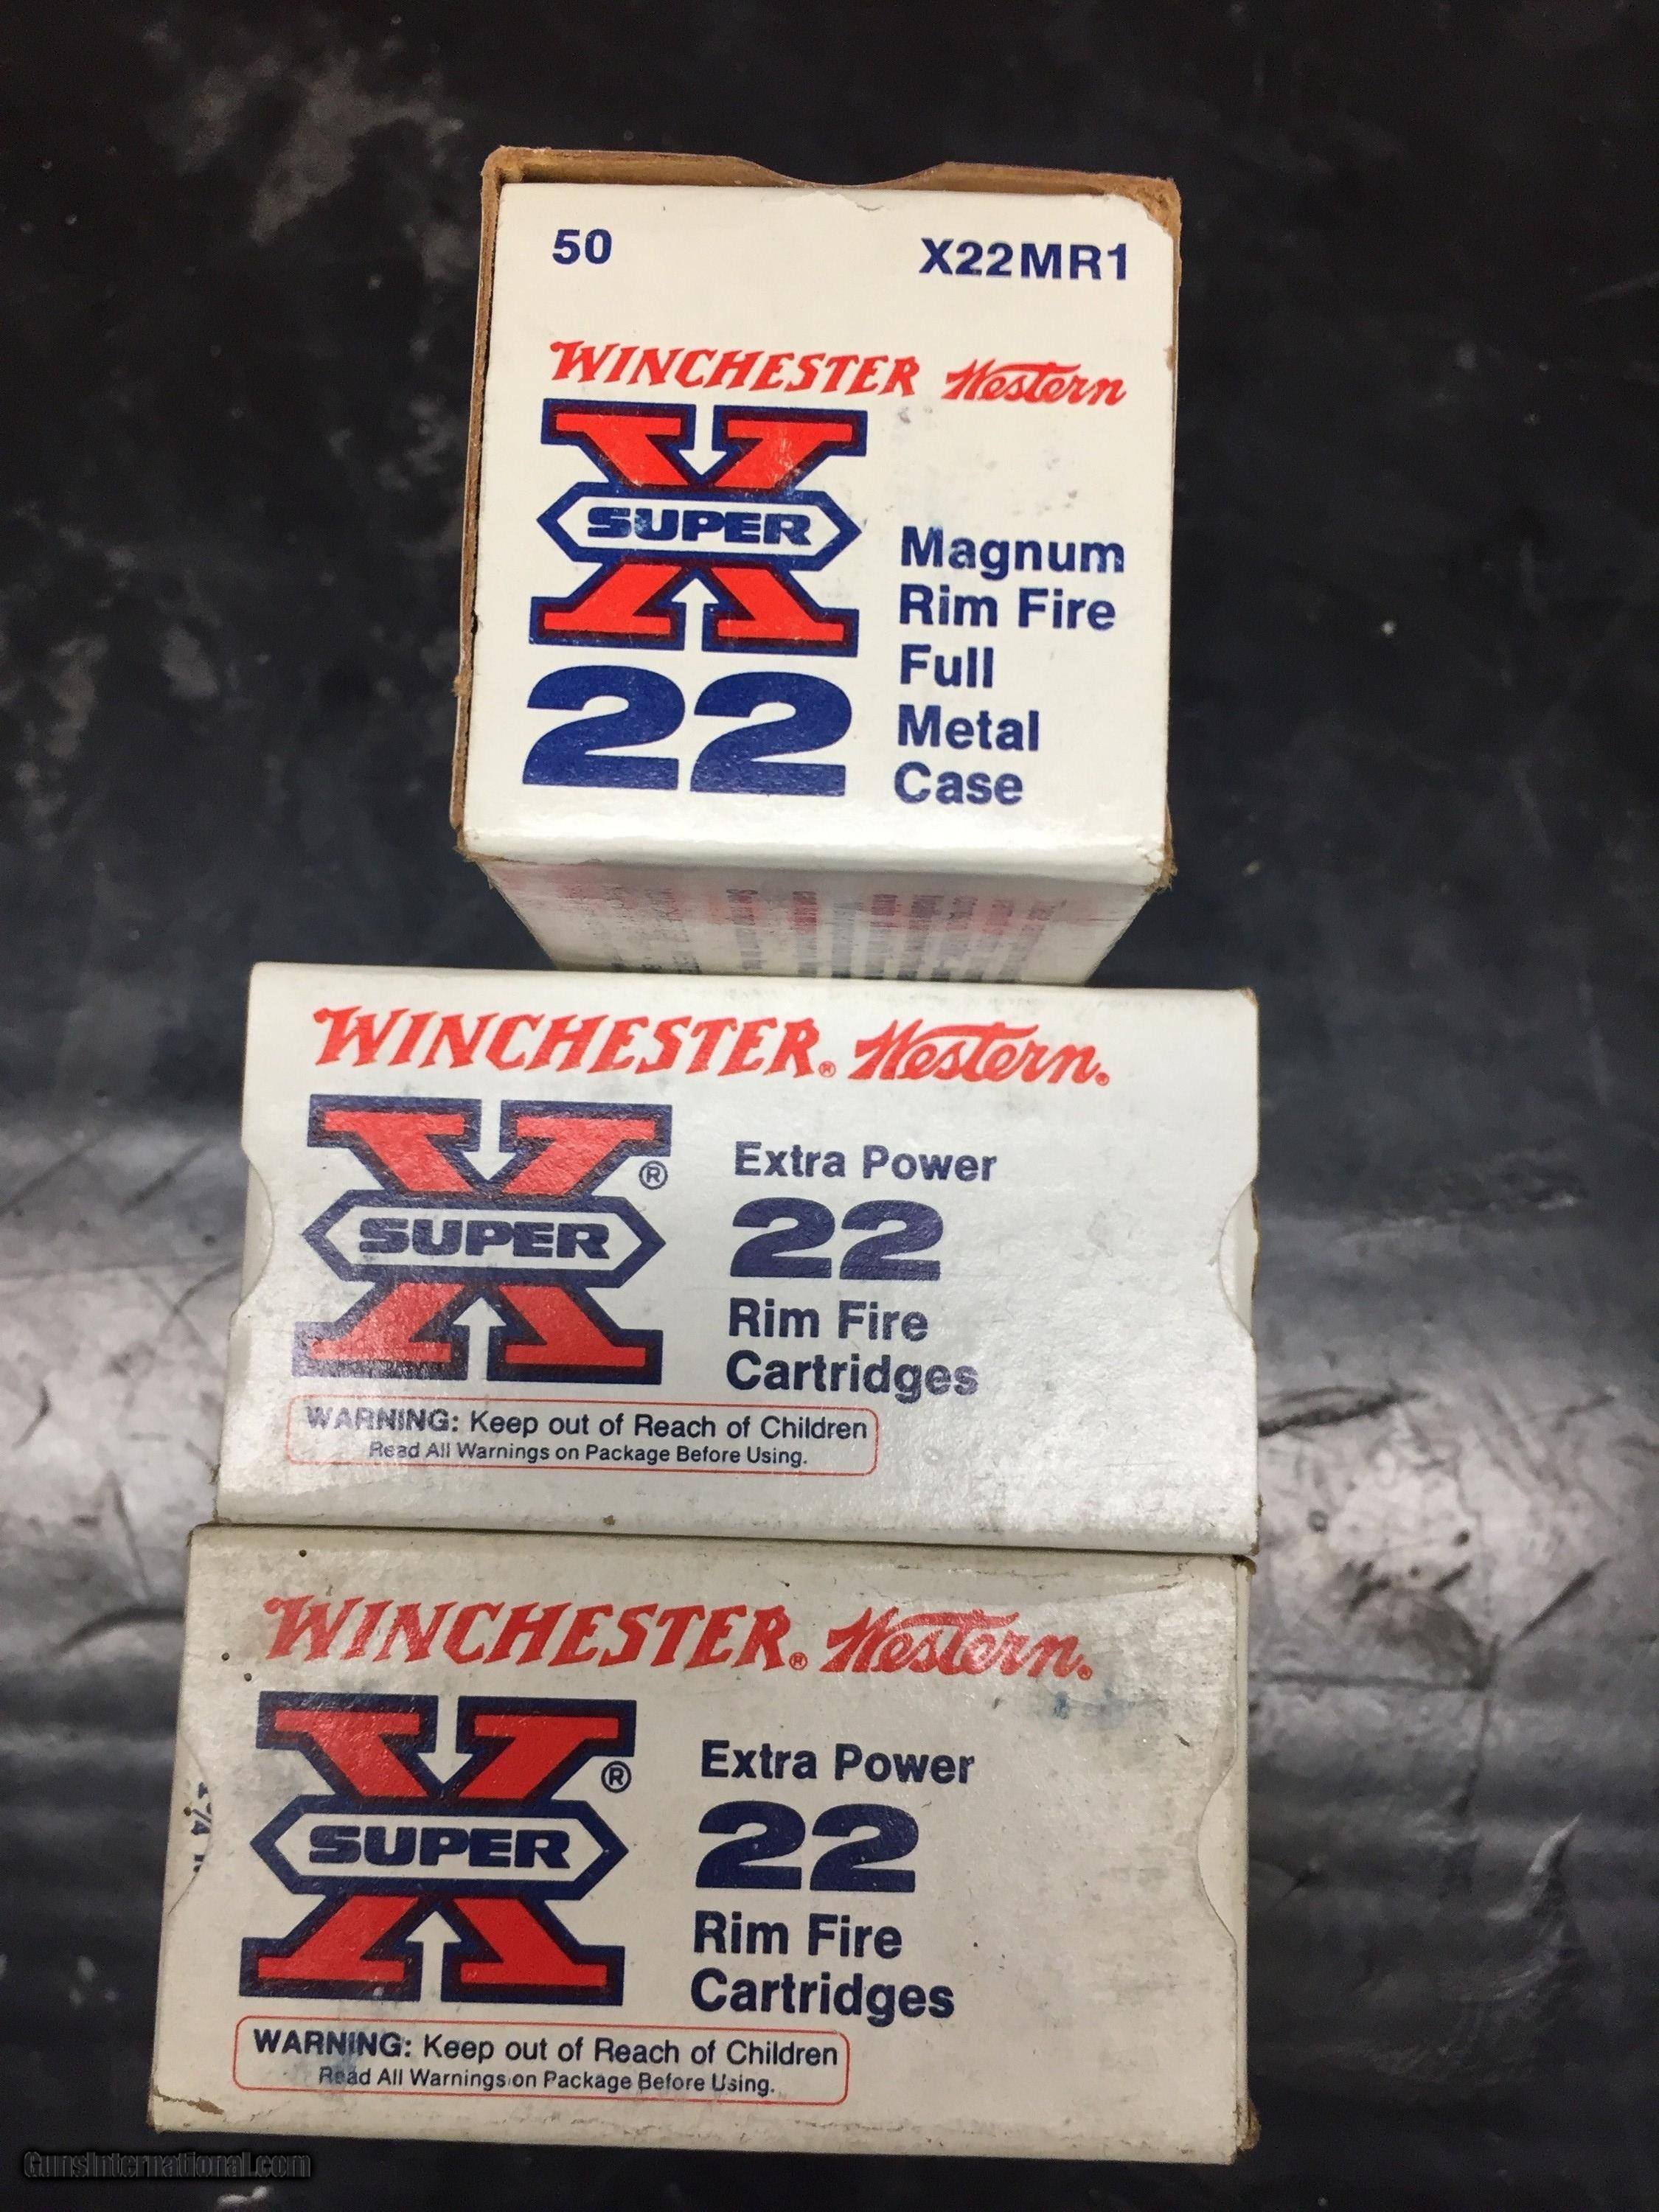 50 X22MR1
WINCHESTER Western
SUPER X
22
Magnum
Rim Fire
Full
Metal
Case
WINCHESTER® Western®
SUPER X ®
Extra Power
22
Rim Fire
Cartridges
WARNING: Keep out of Reach of Children
Read All Warnings on Package Before Using.
WINCHESTER® Western®
SUPER X ®
Extra Power
22
Rim Fire
Cartridges
WARNING: Keep out of Reach of Children
Read All Warnings on Package Before Using.
GunsInternational.com